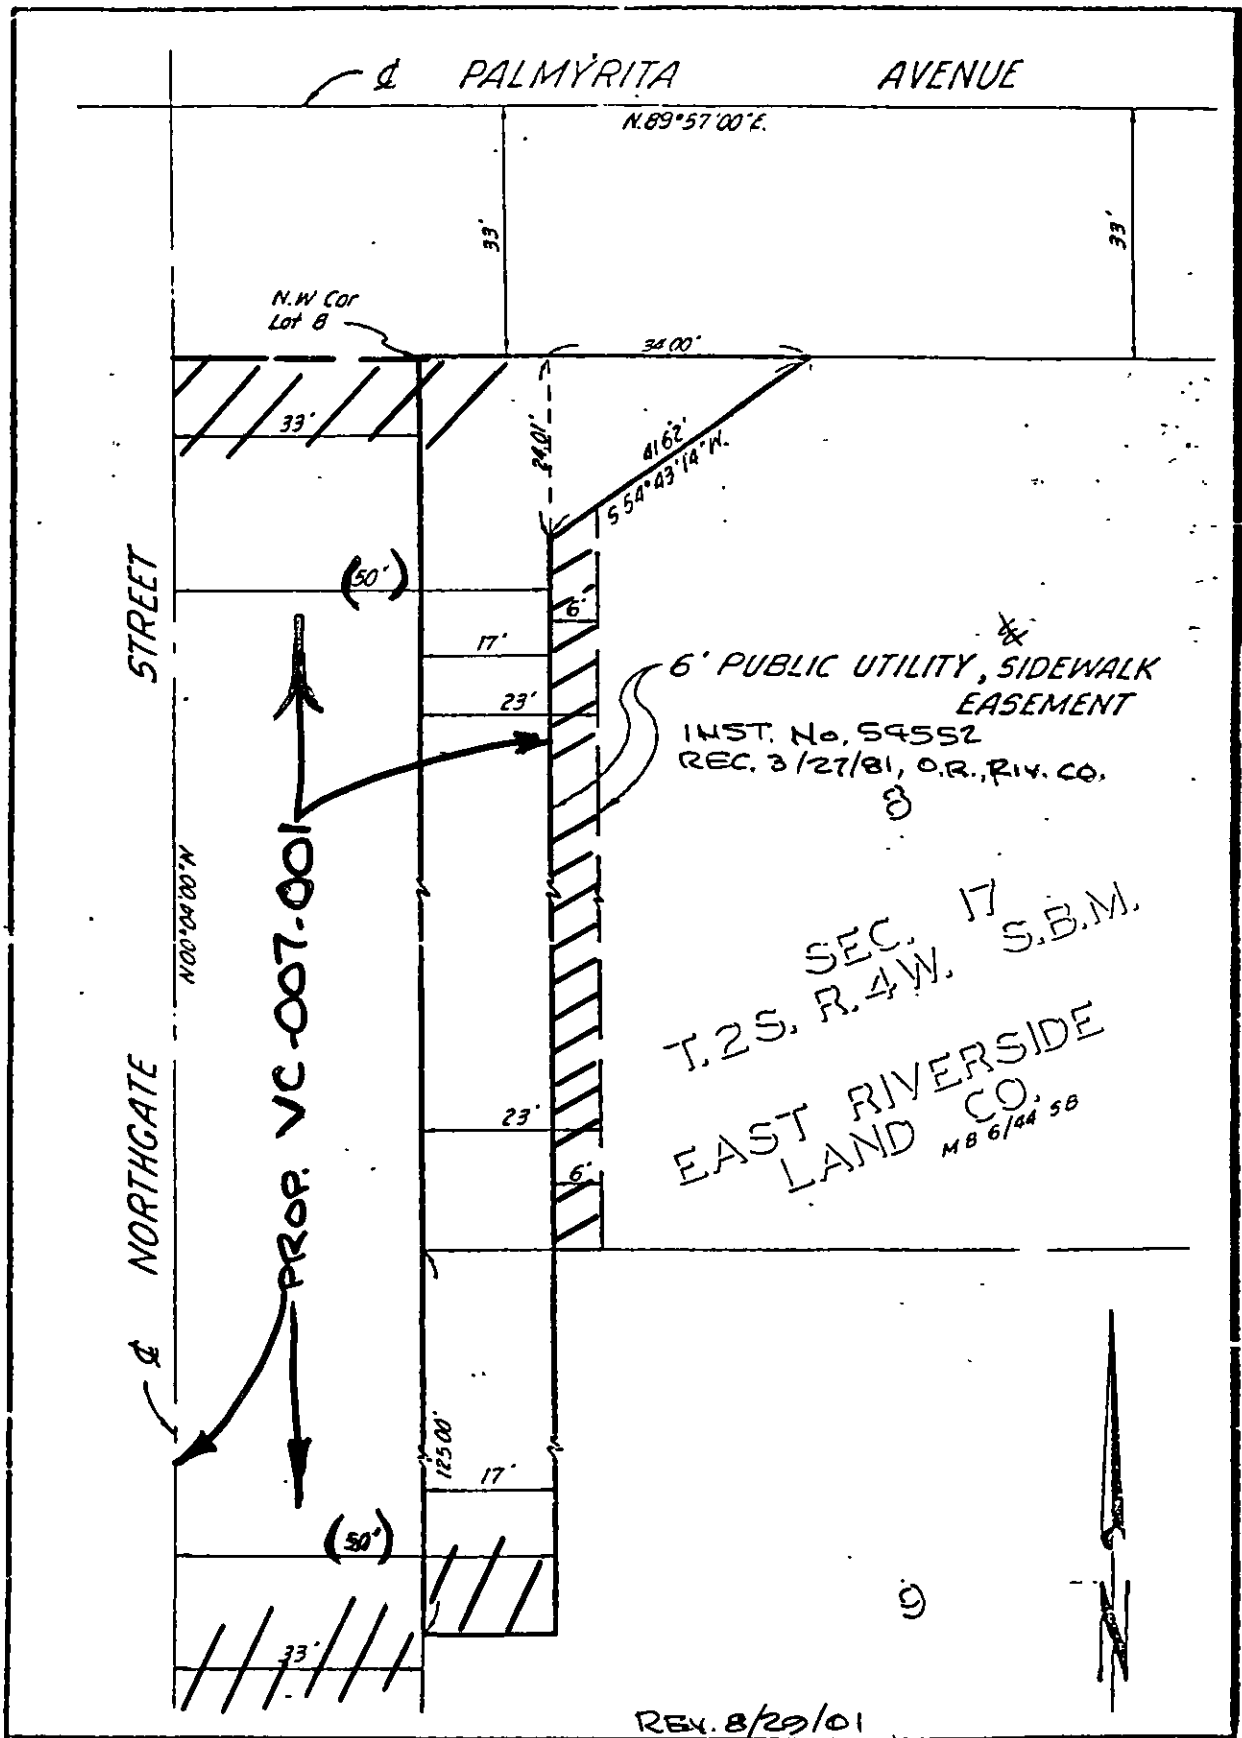 ℄ PALMYRITA AVENUE
N.89°57'00"E.
33'
33'
N.W Cor
Lot 8
34.00'
33'
24.01'
41.62'
S 54°43'14"W.
(50')
6'
17'
23'
STREET
&
6' PUBLIC UTILITY, SIDEWALK
EASEMENT
INST. No. 54552
REC. 3/27/81, O.R., RIV. CO.
8
N00°04'00"N
PROP. VC-007.001
SEC. 17
T.2S. R.4W. S.B.M.
EAST RIVERSIDE
LAND CO.
MB 6/44 SB
23'
6'
℄ NORTHGATE
125.00'
17'
(50')
33'
9
N
REV. 8/29/01